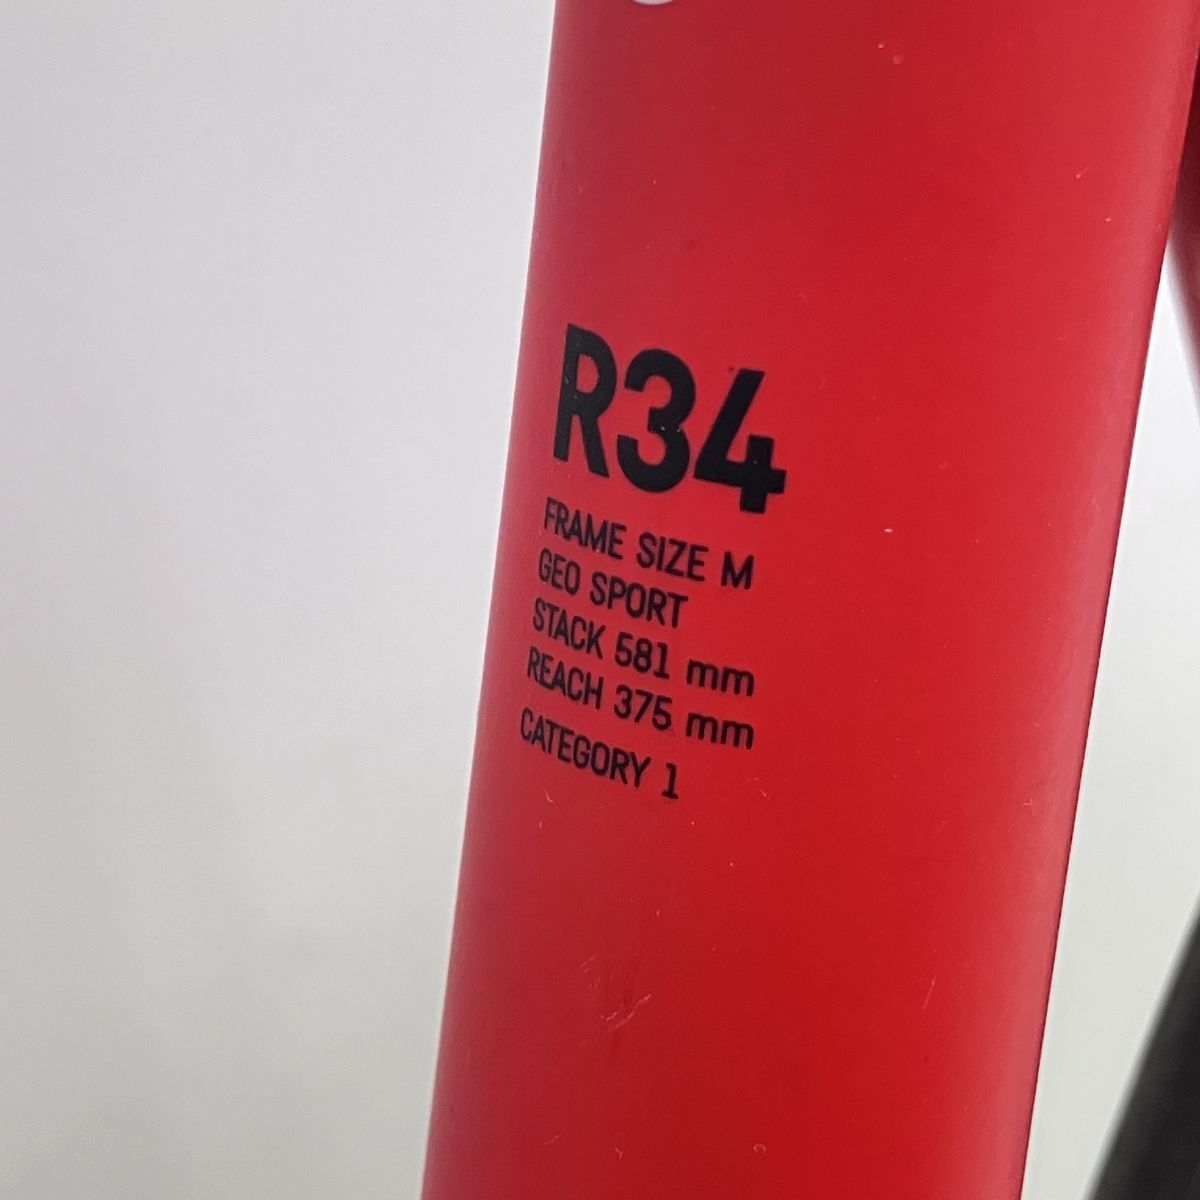 R34
FRAME SIZE M
GEO SPORT
STACK 581 mm
REACH 375 mm
CATEGORY 1